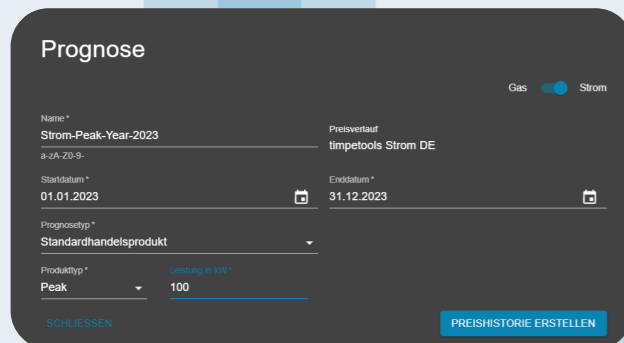 Prognose
Gas Strom
Name *
Strom-Peak-Year-2023
a-zA-Z0-9-
Preisverlauf
timpetools Strom DE
Startdatum *
01.01.2023
Enddatum *
31.12.2023
Prognosetyp *
Standardhandelsprodukt
Produkttyp *
Peak
Leistung in kW *
100
SCHLIESSEN
PREISHISTORIE ERSTELLEN